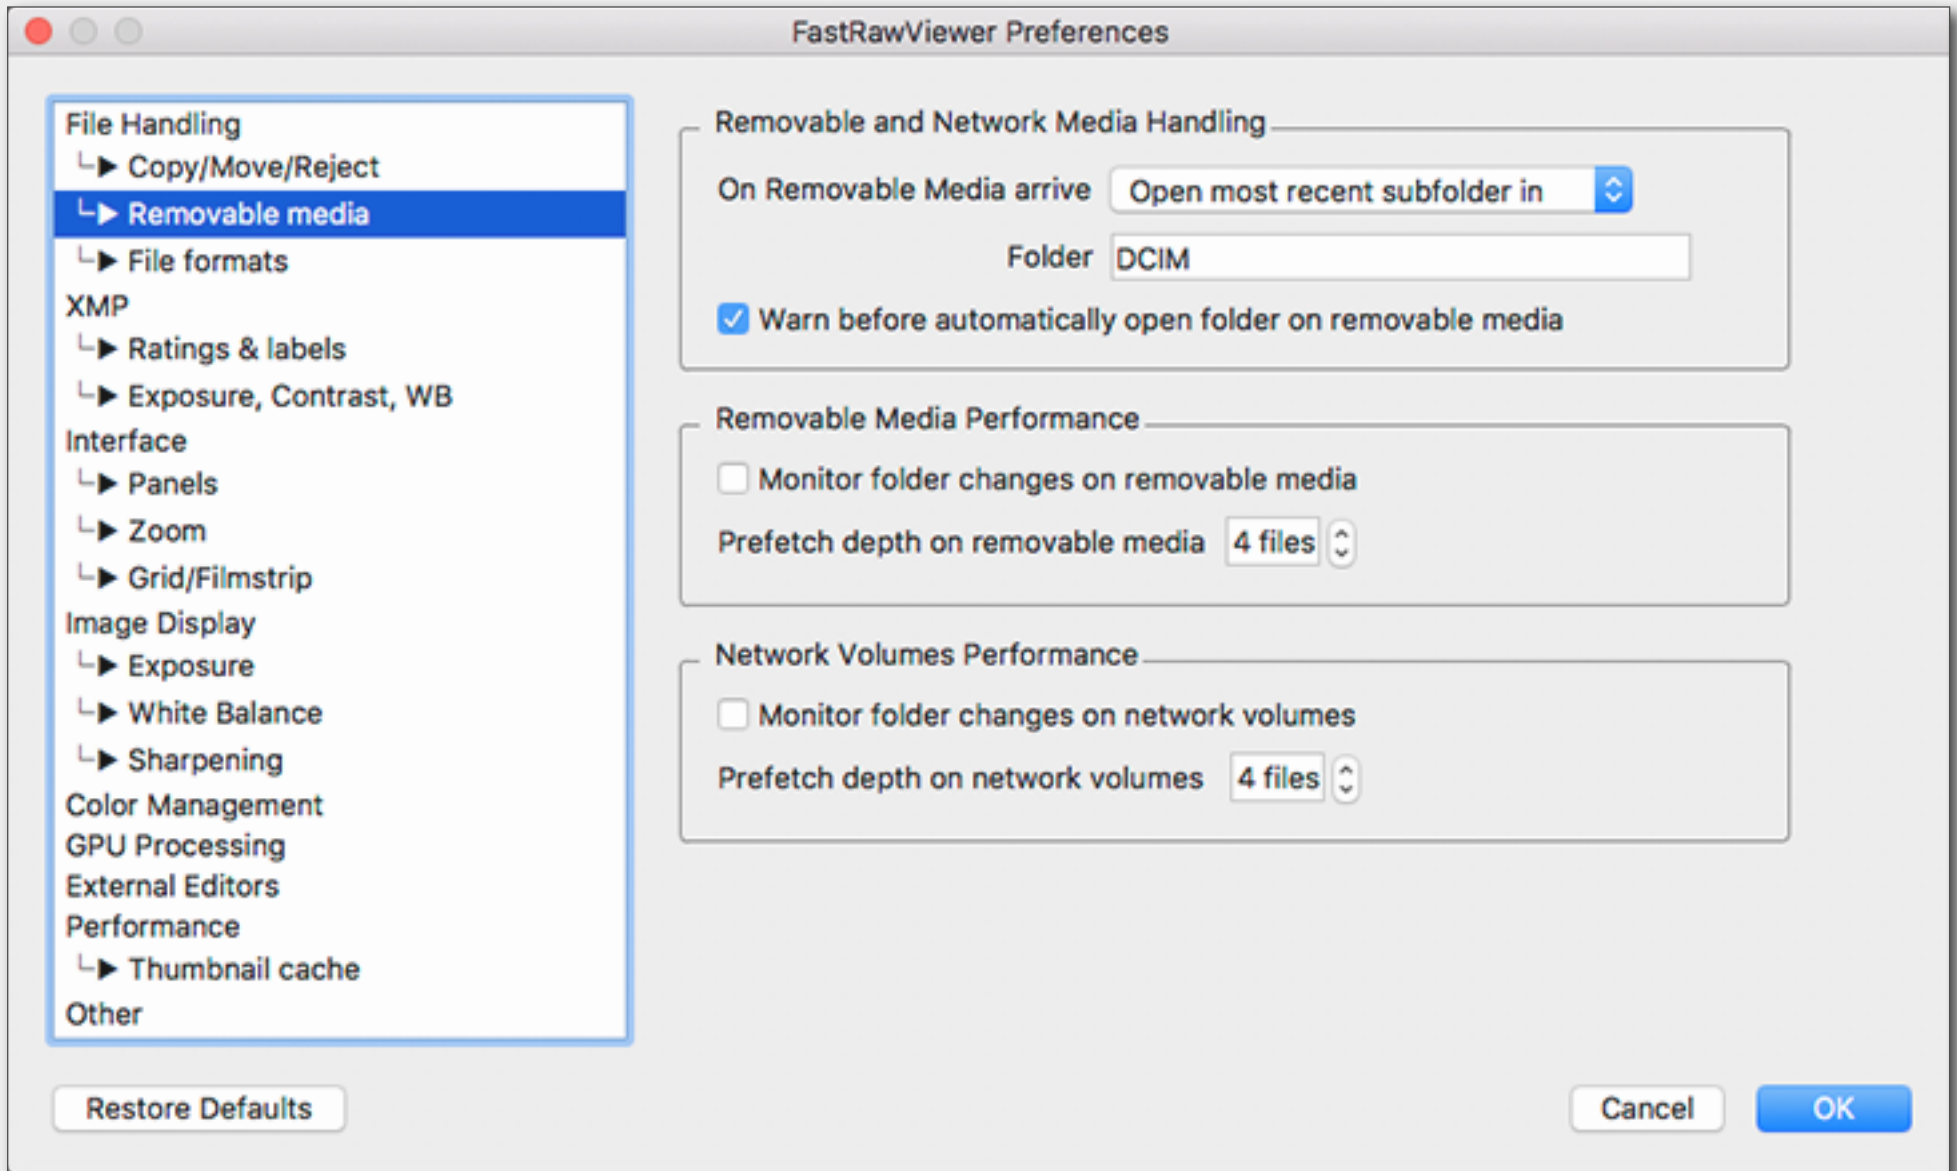 FastRawViewer Preferences
File Handling
Copy/Move/Reject
Removable media
File formats
XMP
Ratings & labels
Exposure, Contrast, WB
Interface
Panels
Zoom
Grid/Filmstrip
Image Display
Exposure
White Balance
Sharpening
Color Management
GPU Processing
External Editors
Performance
Thumbnail cache
Other
Removable and Network Media Handling
On Removable Media arrive Open most recent subfolder in
Folder DCIM
Warn before automatically open folder on removable media
Removable Media Performance
Monitor folder changes on removable media
Prefetch depth on removable media 4 files
Network Volumes Performance
Monitor folder changes on network volumes
Prefetch depth on network volumes 4 files
Restore Defaults
Cancel
OK